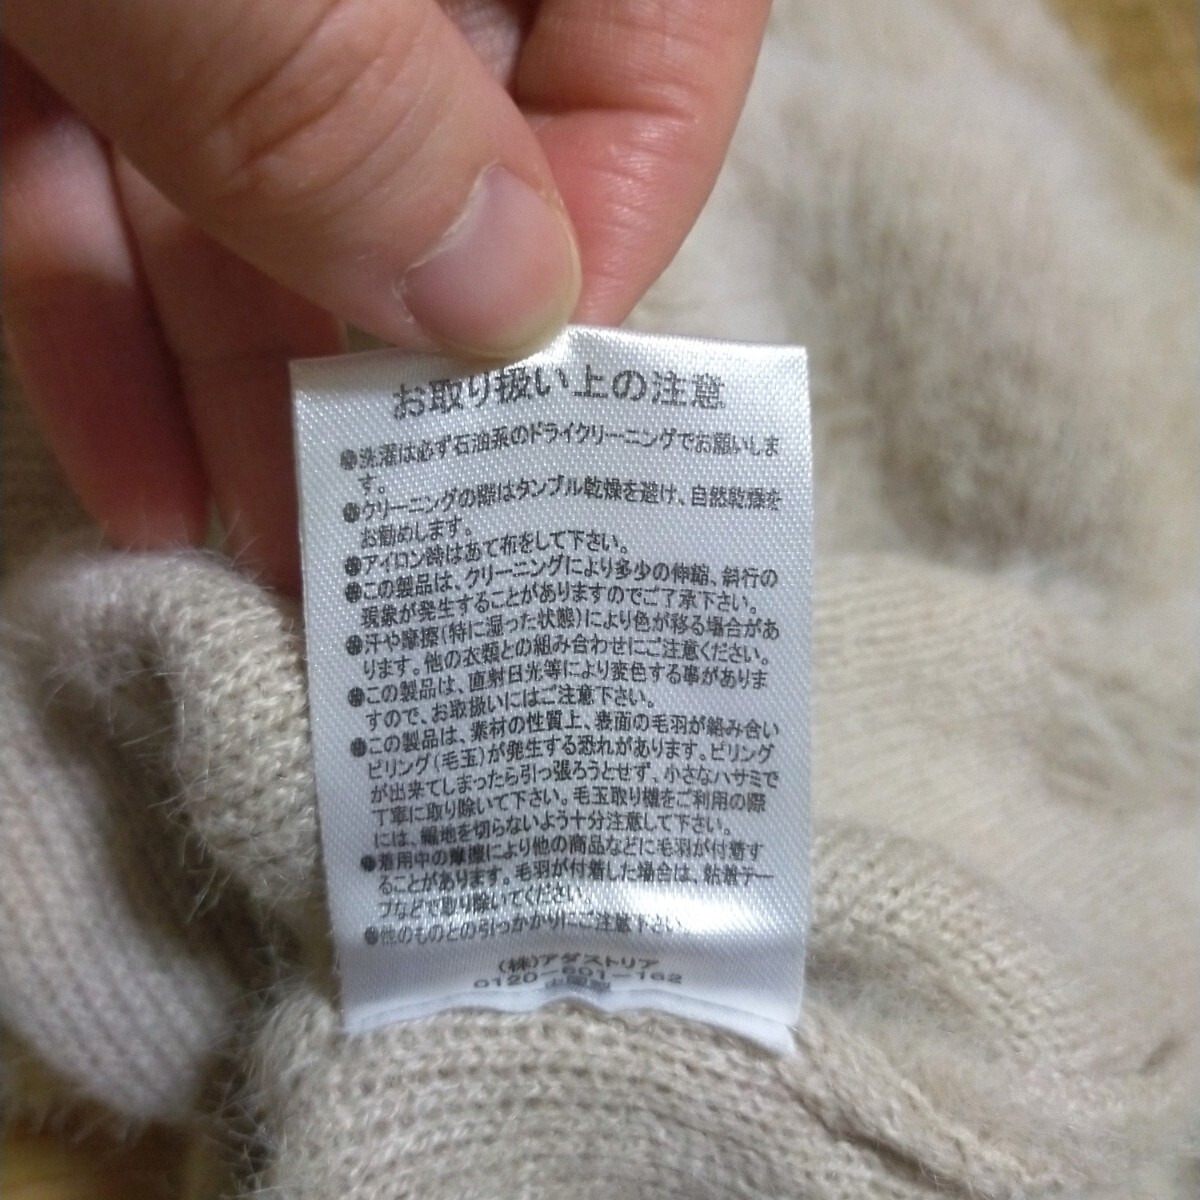 お取り扱い上の注意
●洗濯は必ず石油系のドライクリーニングでお願いしま
す。
●クリーニングの際はタンブル乾燥を避け、自然乾燥を
お勧めします。
●アイロン時はあて布をして下さい。
●この製品は、クリーニングにより多少の伸縮、斜行の
現象が発生することがありますのでご了承下さい。
●汗や摩擦(特に湿った状態)により色が移る場合があ
ります。他の衣類との組み合わせにご注意ください。
●この製品は、直射日光等により変色する事がありま
すので、お取扱いにはご注意下さい。
●この製品は、素材の性質上、表面の毛羽が絡み合い
ピリング(毛玉)が発生する恐れがあります。ピリング
が出来てしまったら引っ張ろうとせず、小さなハサミで
丁寧に取り除いて下さい。毛玉取り機をご利用の際
には、編地を切らないよう十分注意して下さい。
●着用中の摩擦により他の商品などに毛羽が付着す
ることがあります。毛羽が付着した場合は、粘着テー
プなどで取り除いてください。
●他のものとの引っかかりにご注意下さい。
(株)アダストリア
0120-601-162
中国製